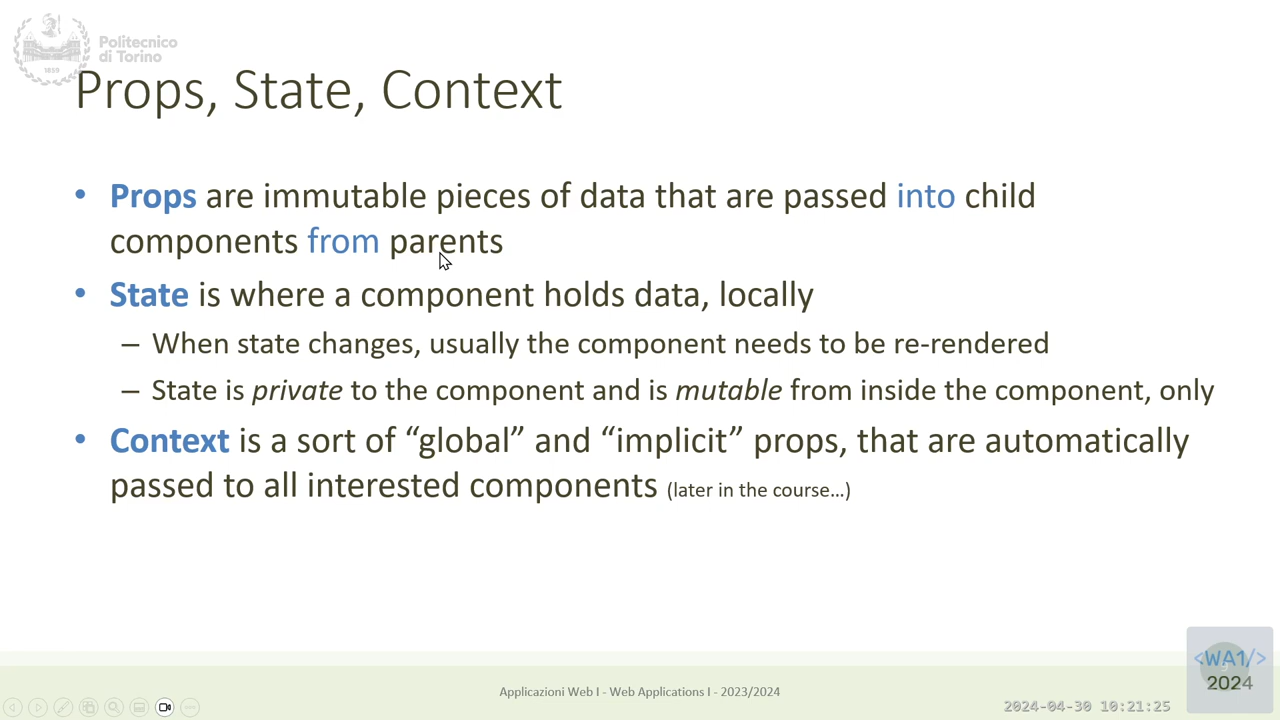 Politecnico
di Torino
1859
Props, State, Context
• Props are immutable pieces of data that are passed into child
components from parents
• State is where a component holds data, locally
– When state changes, usually the component needs to be re-rendered
– State is private to the component and is mutable from inside the component, only
• Context is a sort of “global” and “implicit” props, that are automatically
passed to all interested components (later in the course…)
Applicazioni Web I - Web Applications I - 2023/2024
2024-04-30 10:21:25
<WA1/>
2024